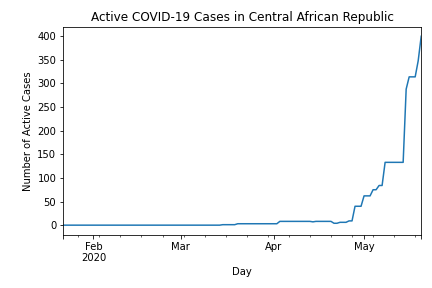 Active COVID-19 Cases in Central African Republic
Number of Active Cases
400
350
300
250
200
150
100
50
0
Feb
2020
Mar
Apr
May
Day